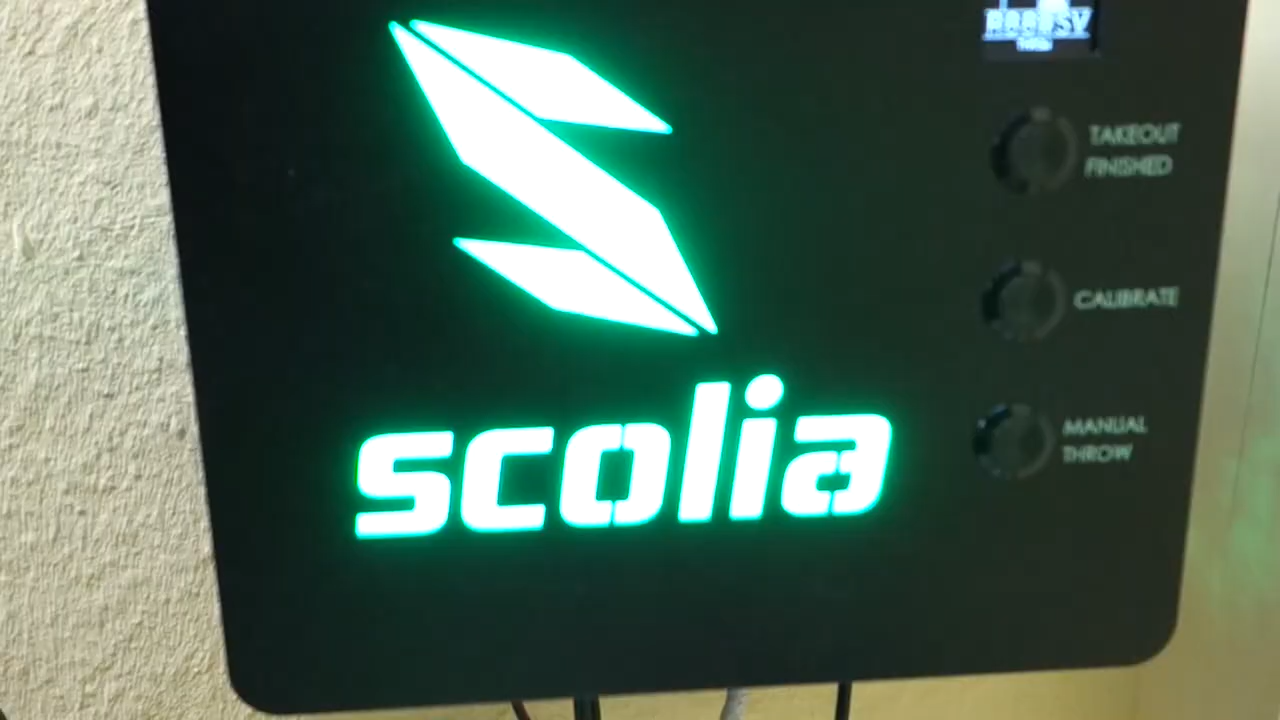 TAKEOUT
FINISHED
CALIBRATE
scolia
MANUAL
THROW